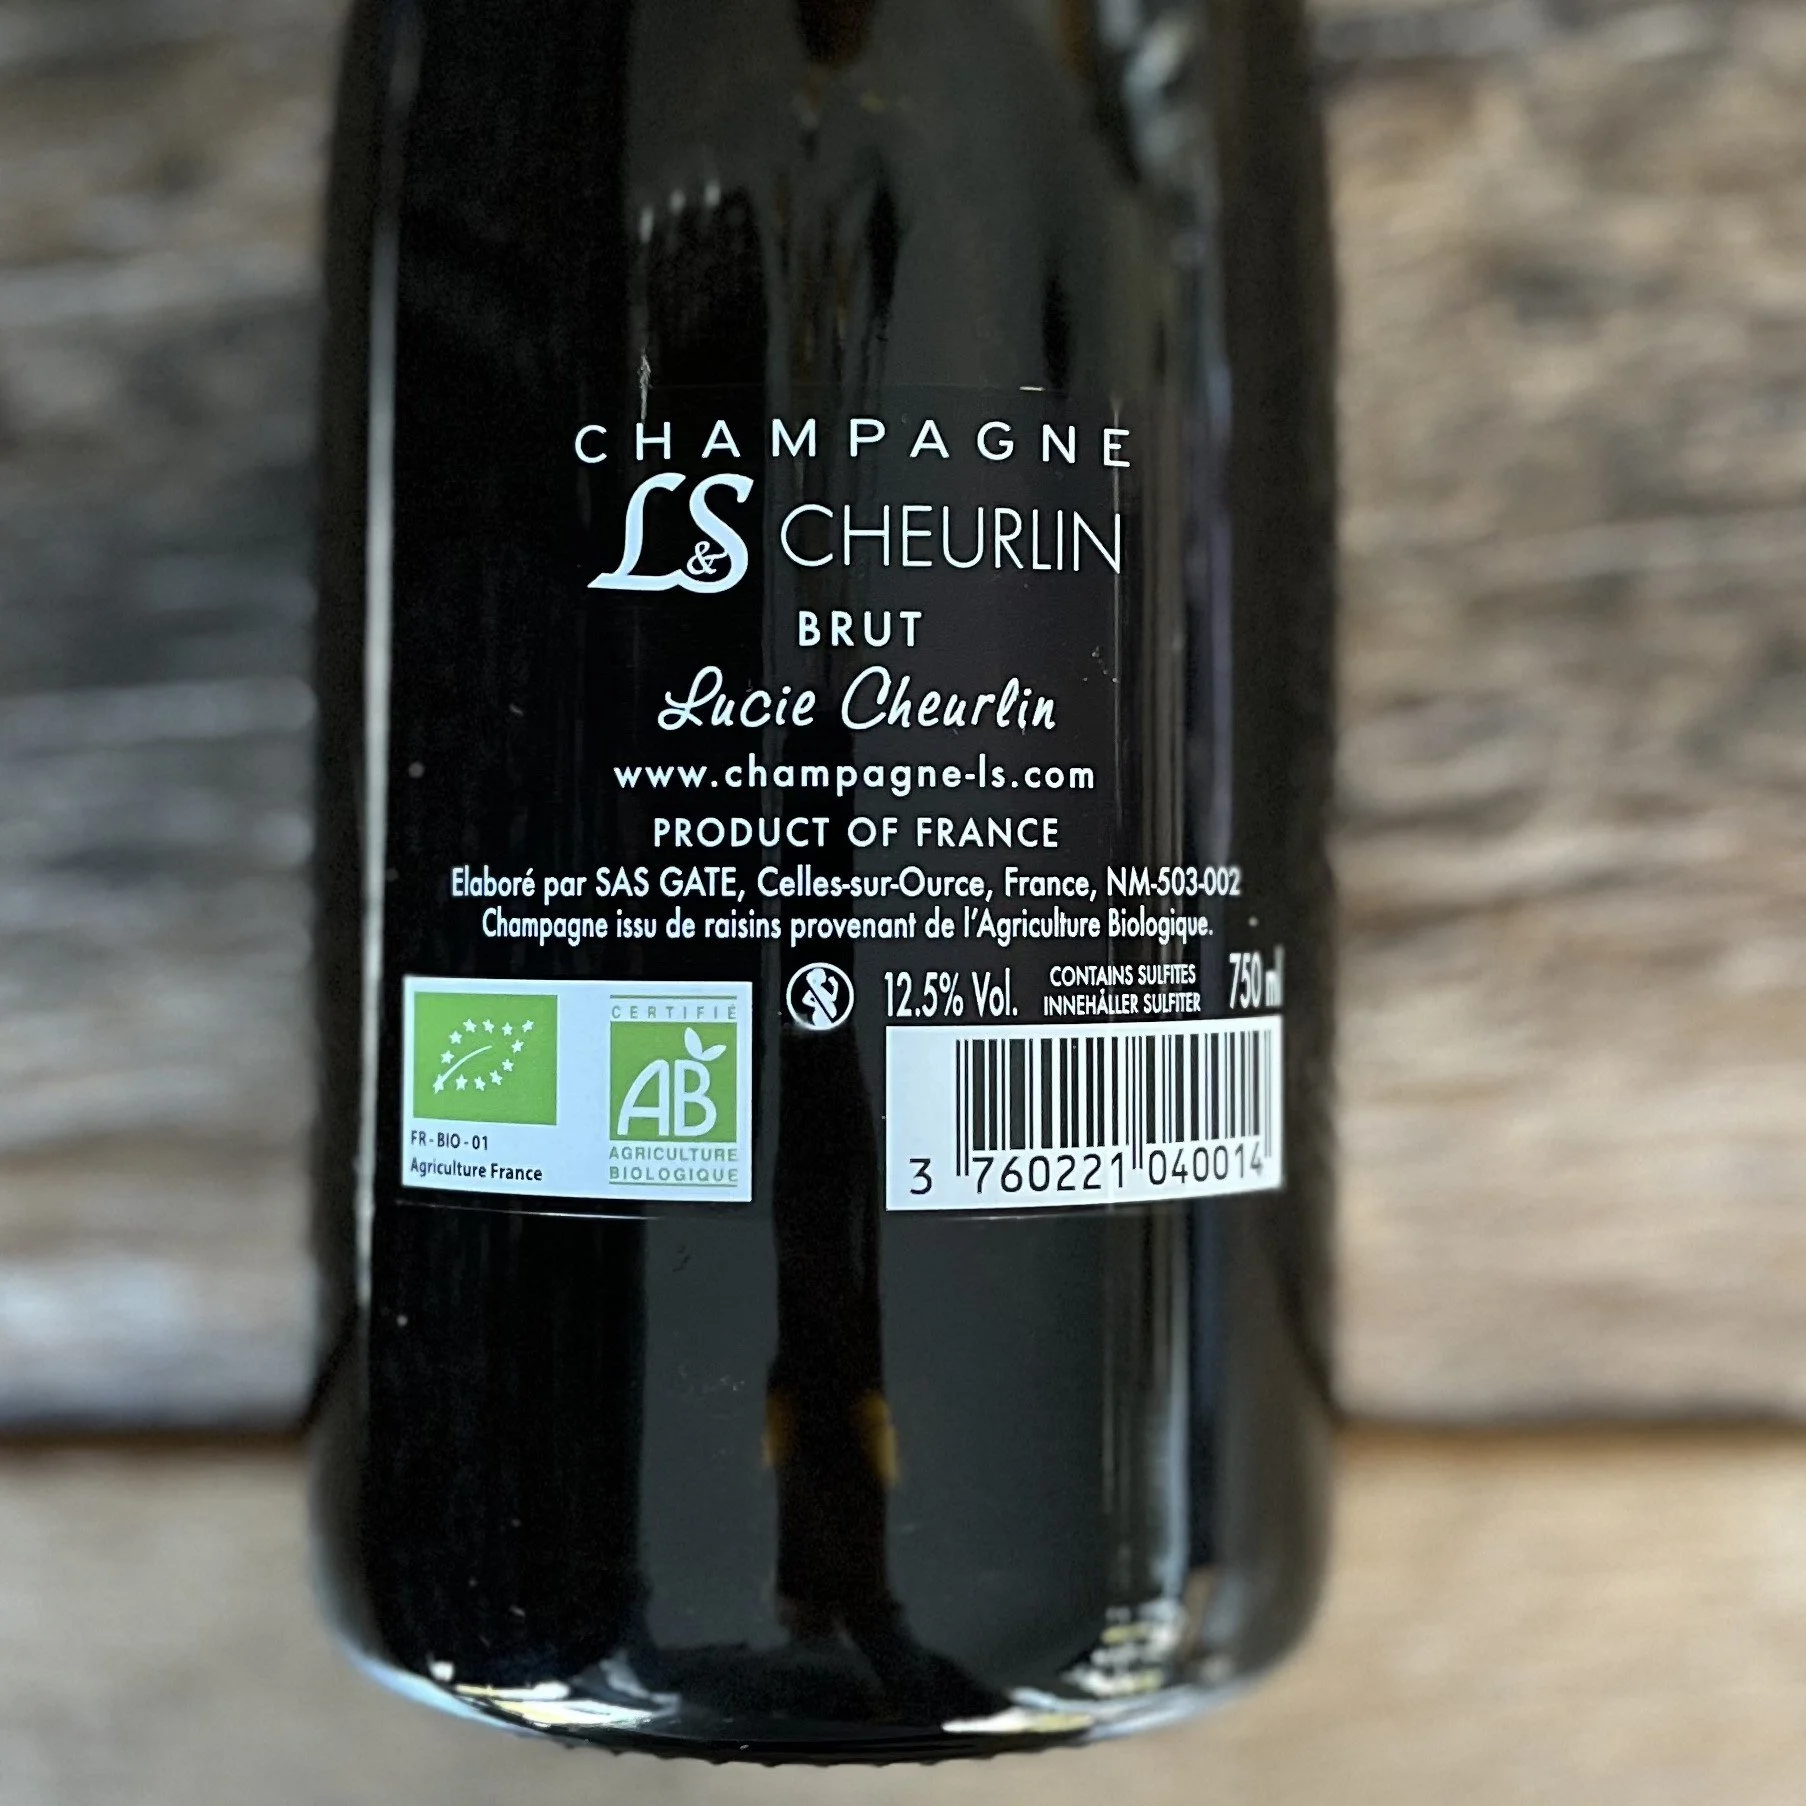 CHAMPAGNE
L&S CHEURLIN
BRUT
Lucie Cheurlin
www.champagne-ls.com
PRODUCT OF FRANCE
Elaboré par SAS GATE, Celles-sur-Ource, France, NM-503-002
Champagne issu de raisins provenant de l'Agriculture Biologique.
12.5% Vol.
CONTAINS SULFITES
INNEHÅLLER SULFITER
750 ml
FR-BIO-01
Agriculture France
CERTIFIÉ
AB
AGRICULTURE
BIOLOGIQUE
3 760221 040014